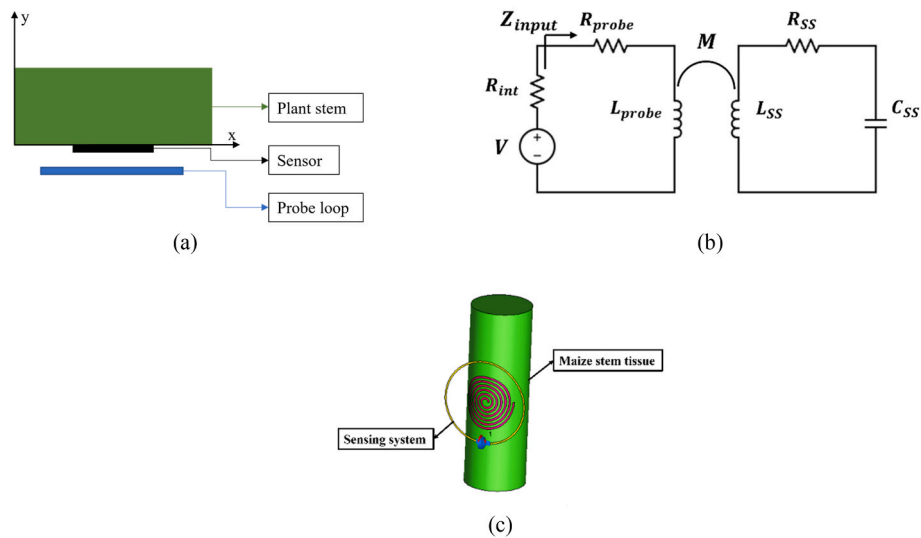 y
Plant stem
x
Sensor
Probe loop
(a)
Z_input
R_probe
M
R_SS
R_int
L_probe
L_SS
C_SS
V
+
−
(b)
Maize stem tissue
Sensing system
(c)